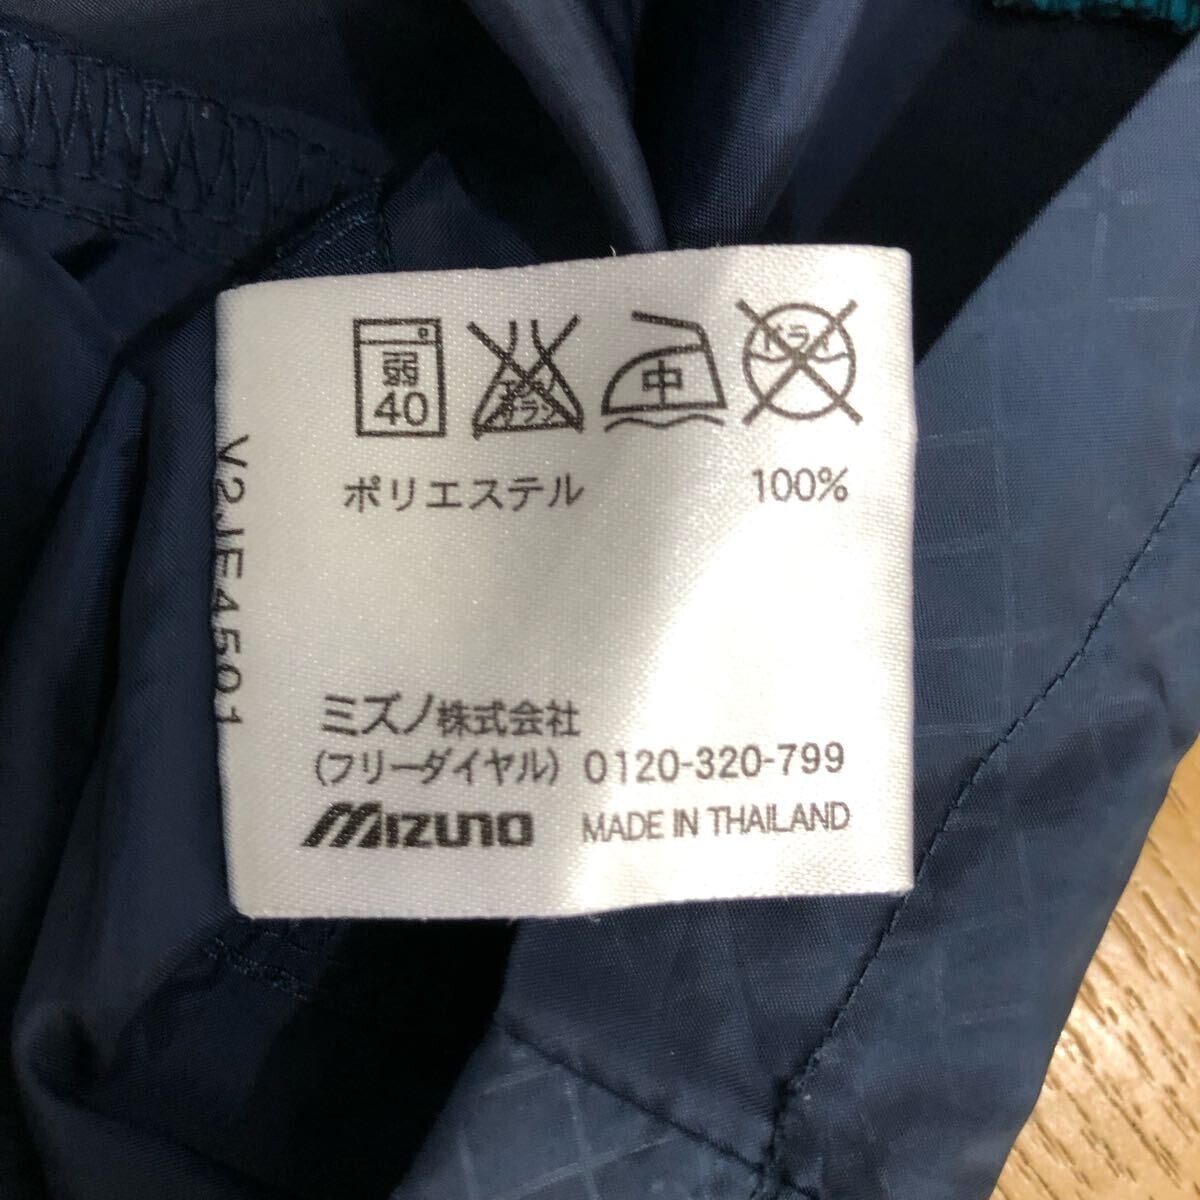 弱
40
エンソ
サラシ
中
ドライ
ポリエステル 100%
V2JE4501
ミズノ株式会社
(フリーダイヤル) 0120-320-799
MIZUNO MADE IN THAILAND